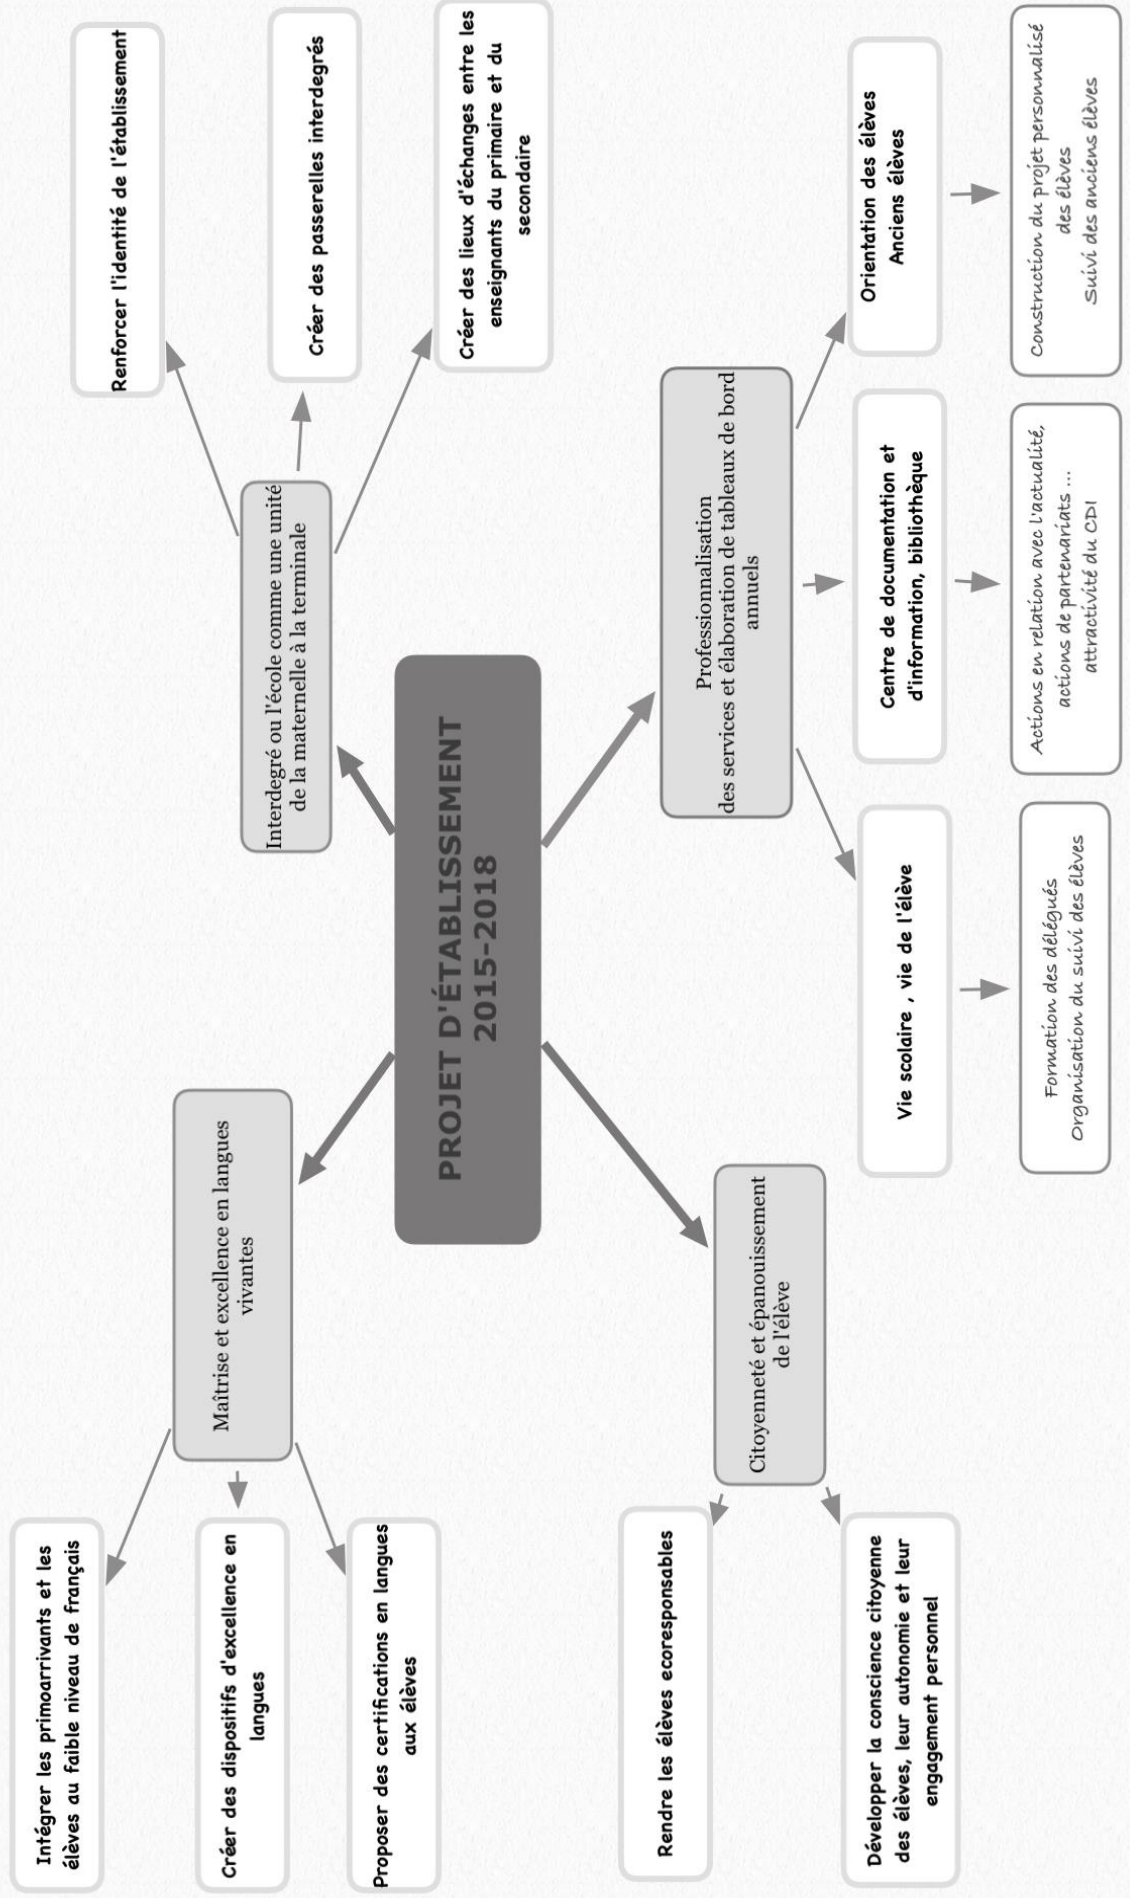 PROJET D'ÉTABLISSEMENT
2015-2018
Maîtrise et excellence en langues
vivantes
Intégrer les primoarrivants et les
élèves au faible niveau de français
Créer des dispositifs d'excellence en
langues
Proposer des certifications en langues
aux élèves
Interdegré ou l'école comme une unité
de la maternelle à la terminale
Renforcer l'identité de l'établissement
Créer des passerelles interdegrés
Créer des lieux d'échanges entre les
enseignants du primaire et du
secondaire
Citoyenneté et épanouissement
de l'élève
Rendre les élèves ecoresponsables
Développer la conscience citoyenne
des élèves, leur autonomie et leur
engagement personnel
Professionnalisation
des services et élaboration de tableaux de bord
annuels
Vie scolaire , vie de l'élève
Formation des délégués
Organisation du suivi des élèves
Centre de documentation et
d'information, bibliothèque
Actions en relation avec l'actualité,
actions de partenariats ...
attractivité du CDI
Orientation des élèves
Anciens élèves
Construction du projet personnalisé
des élèves
Suivi des anciens élèves